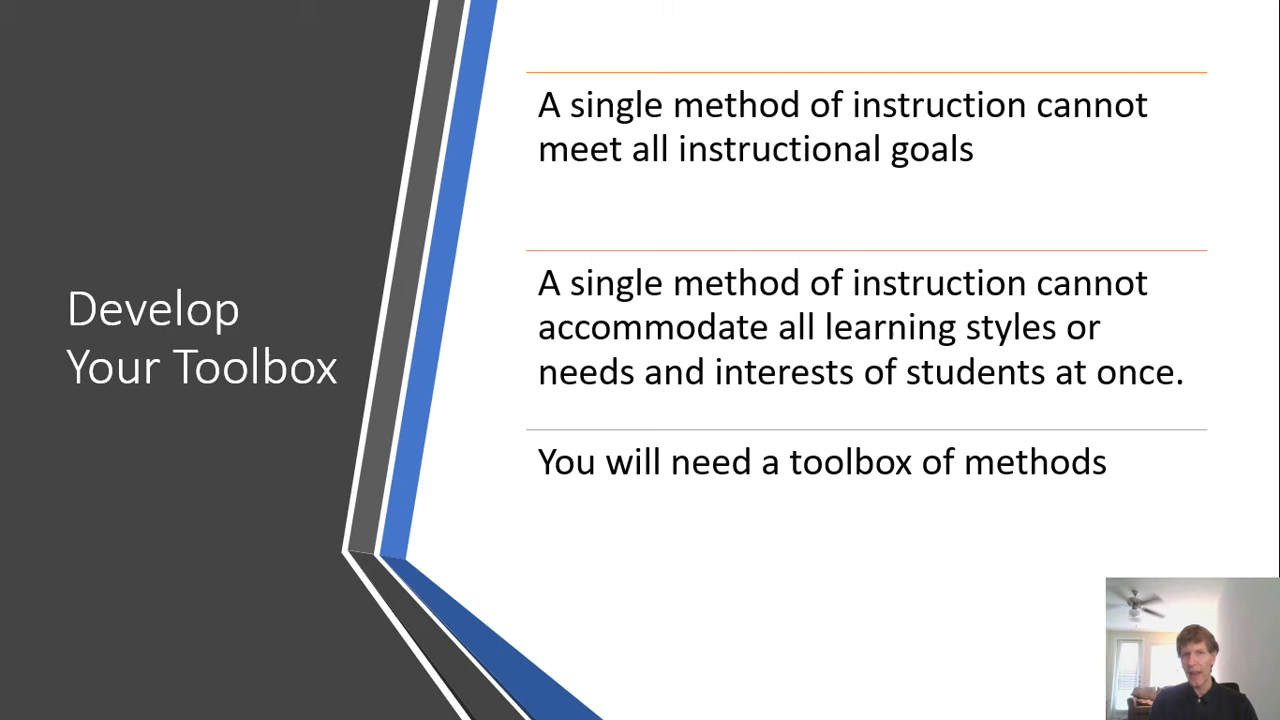 Develop
Your Toolbox
A single method of instruction cannot
meet all instructional goals
A single method of instruction cannot
accommodate all learning styles or
needs and interests of students at once.
You will need a toolbox of methods